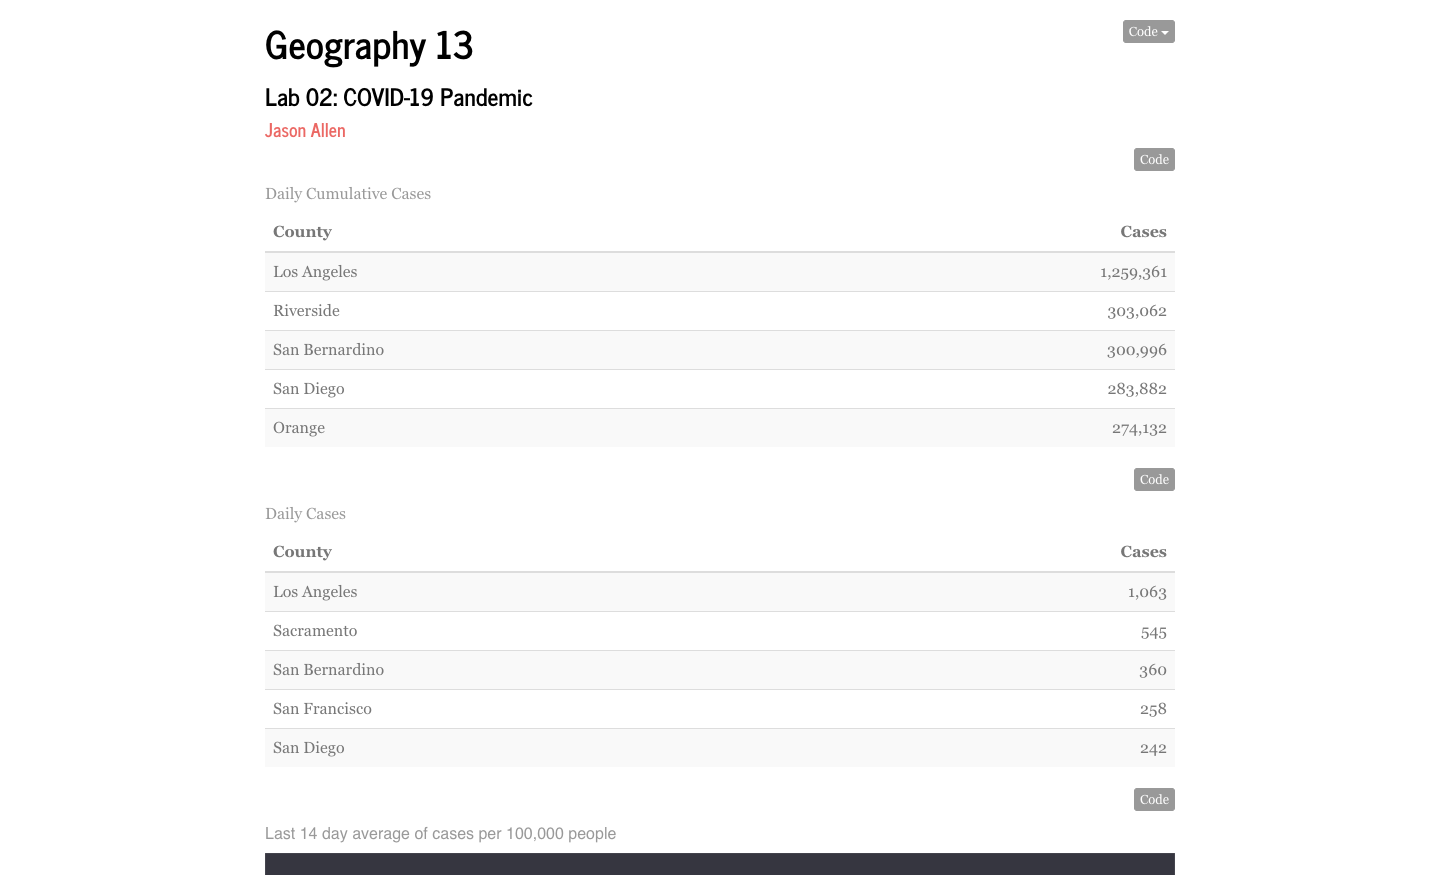 Geography 13
Code
Lab 02: COVID-19 Pandemic
Jason Allen
Code
Daily Cumulative Cases
County Cases
Los Angeles 1,259,361
Riverside 303,062
San Bernardino 300,996
San Diego 283,882
Orange 274,132
Code
Daily Cases
County Cases
Los Angeles 1,063
Sacramento 545
San Bernardino 360
San Francisco 258
San Diego 242
Code
Last 14 day average of cases per 100,000 people